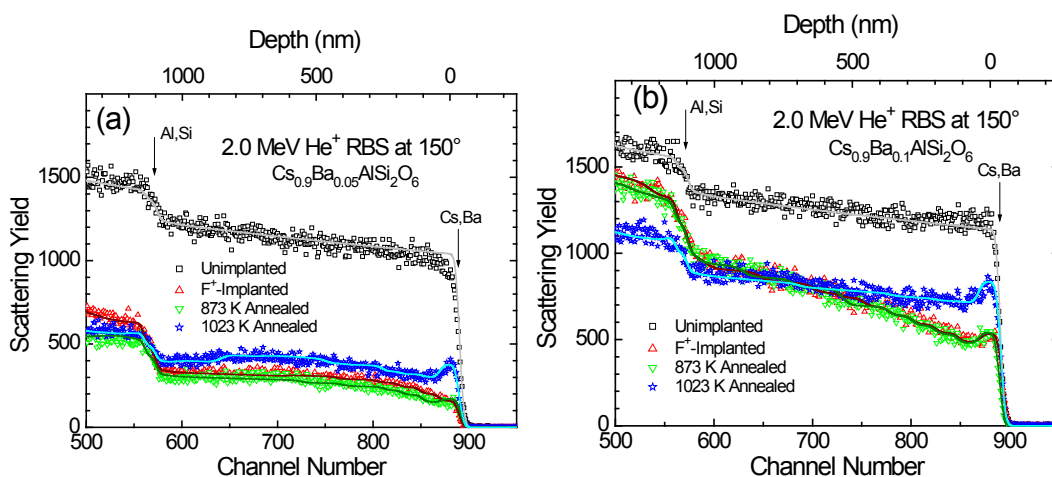 Depth (nm)
1000 500 0
(a)
Al,Si
2.0 MeV He⁺ RBS at 150°
Cs₀.₉Ba₀.₀₅AlSi₂O₆
Cs,Ba
1500
1000
500
0
Scattering Yield
Unimplanted
F⁺-Implanted
873 K Annealed
1023 K Annealed
500 600 700 800 900
Channel Number
Depth (nm)
1000 500 0
(b)
Al,Si
2.0 MeV He⁺ RBS at 150°
Cs₀.₉Ba₀.₁AlSi₂O₆
Cs,Ba
1500
1000
500
0
Scattering Yield
Unimplanted
F⁺-Implanted
873 K Annealed
1023 K Annealed
500 600 700 800 900
Channel Number